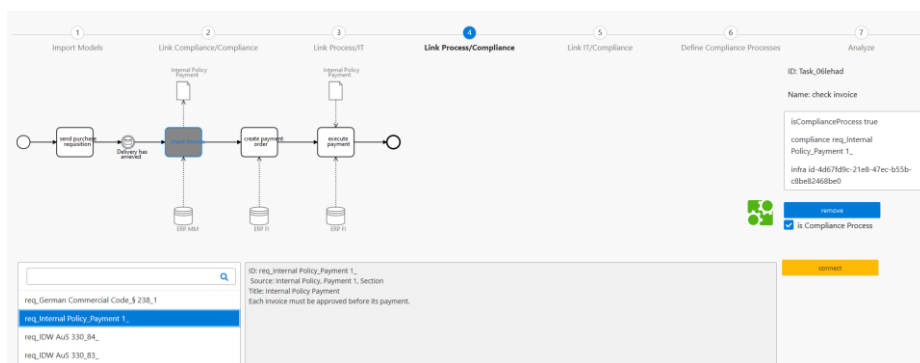 1 2 3 4 5 6 7
Import Models Link Compliance/Compliance Link Process/IT Link Process/Compliance Link IT/Compliance Define Compliance Processes Analyze
Internal Policy
Payment
Internal Policy
Payment
send purchase
requisition
Delivery has
arrieved
check invoice
create payment
order
execute
payment
ERP MM ERP FI ERP FI
ID: Task_06lehad
Name: check invoice
isComplianceProcess true
compliance req_Internal
Policy_Payment 1_
infra id-4d67fd9c-21e8-47ec-b55b-
c8be82468be0
remove
is Compliance Process
connect
req_German Commercial Code_§ 238_1
req_Internal Policy_Payment 1_
req_IDW AuS 330_84_
req_IDW AuS 330_83_
ID: req_Internal Policy_Payment 1_
Source: Internal Policy, Payment 1, Section
Title: Internal Policy Payment
Each invoice must be approved before its payment.